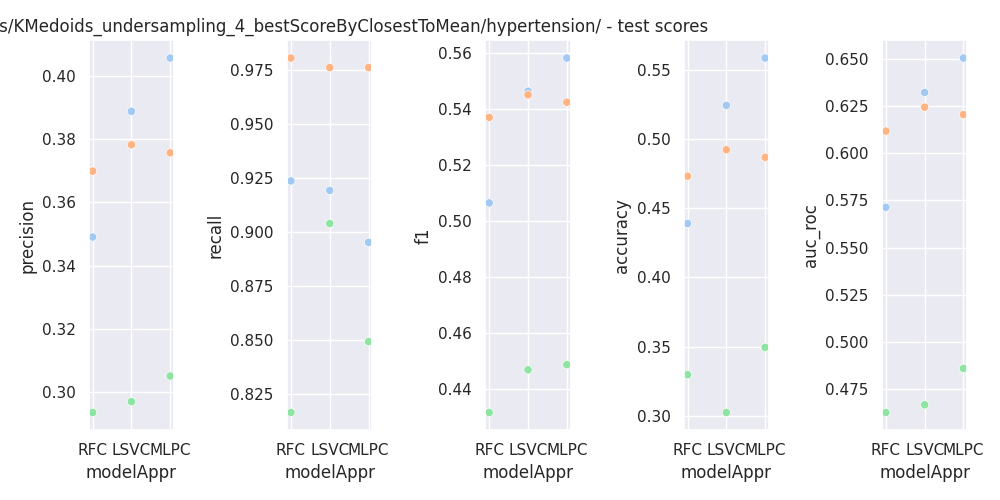 s/KMedoids_undersampling_4_bestScoreByClosestToMean/hypertension/ - test scores
precision
0.40
0.38
0.36
0.34
0.32
0.30
RFC LSVCMLPC
modelAppr
recall
0.975
0.950
0.925
0.900
0.875
0.850
0.825
RFC LSVCMLPC
modelAppr
f1
0.56
0.54
0.52
0.50
0.48
0.46
0.44
RFC LSVCMLPC
modelAppr
accuracy
0.55
0.50
0.45
0.40
0.35
0.30
RFC LSVCMLPC
modelAppr
auc_roc
0.650
0.625
0.600
0.575
0.550
0.525
0.500
0.475
RFC LSVCMLPC
modelAppr